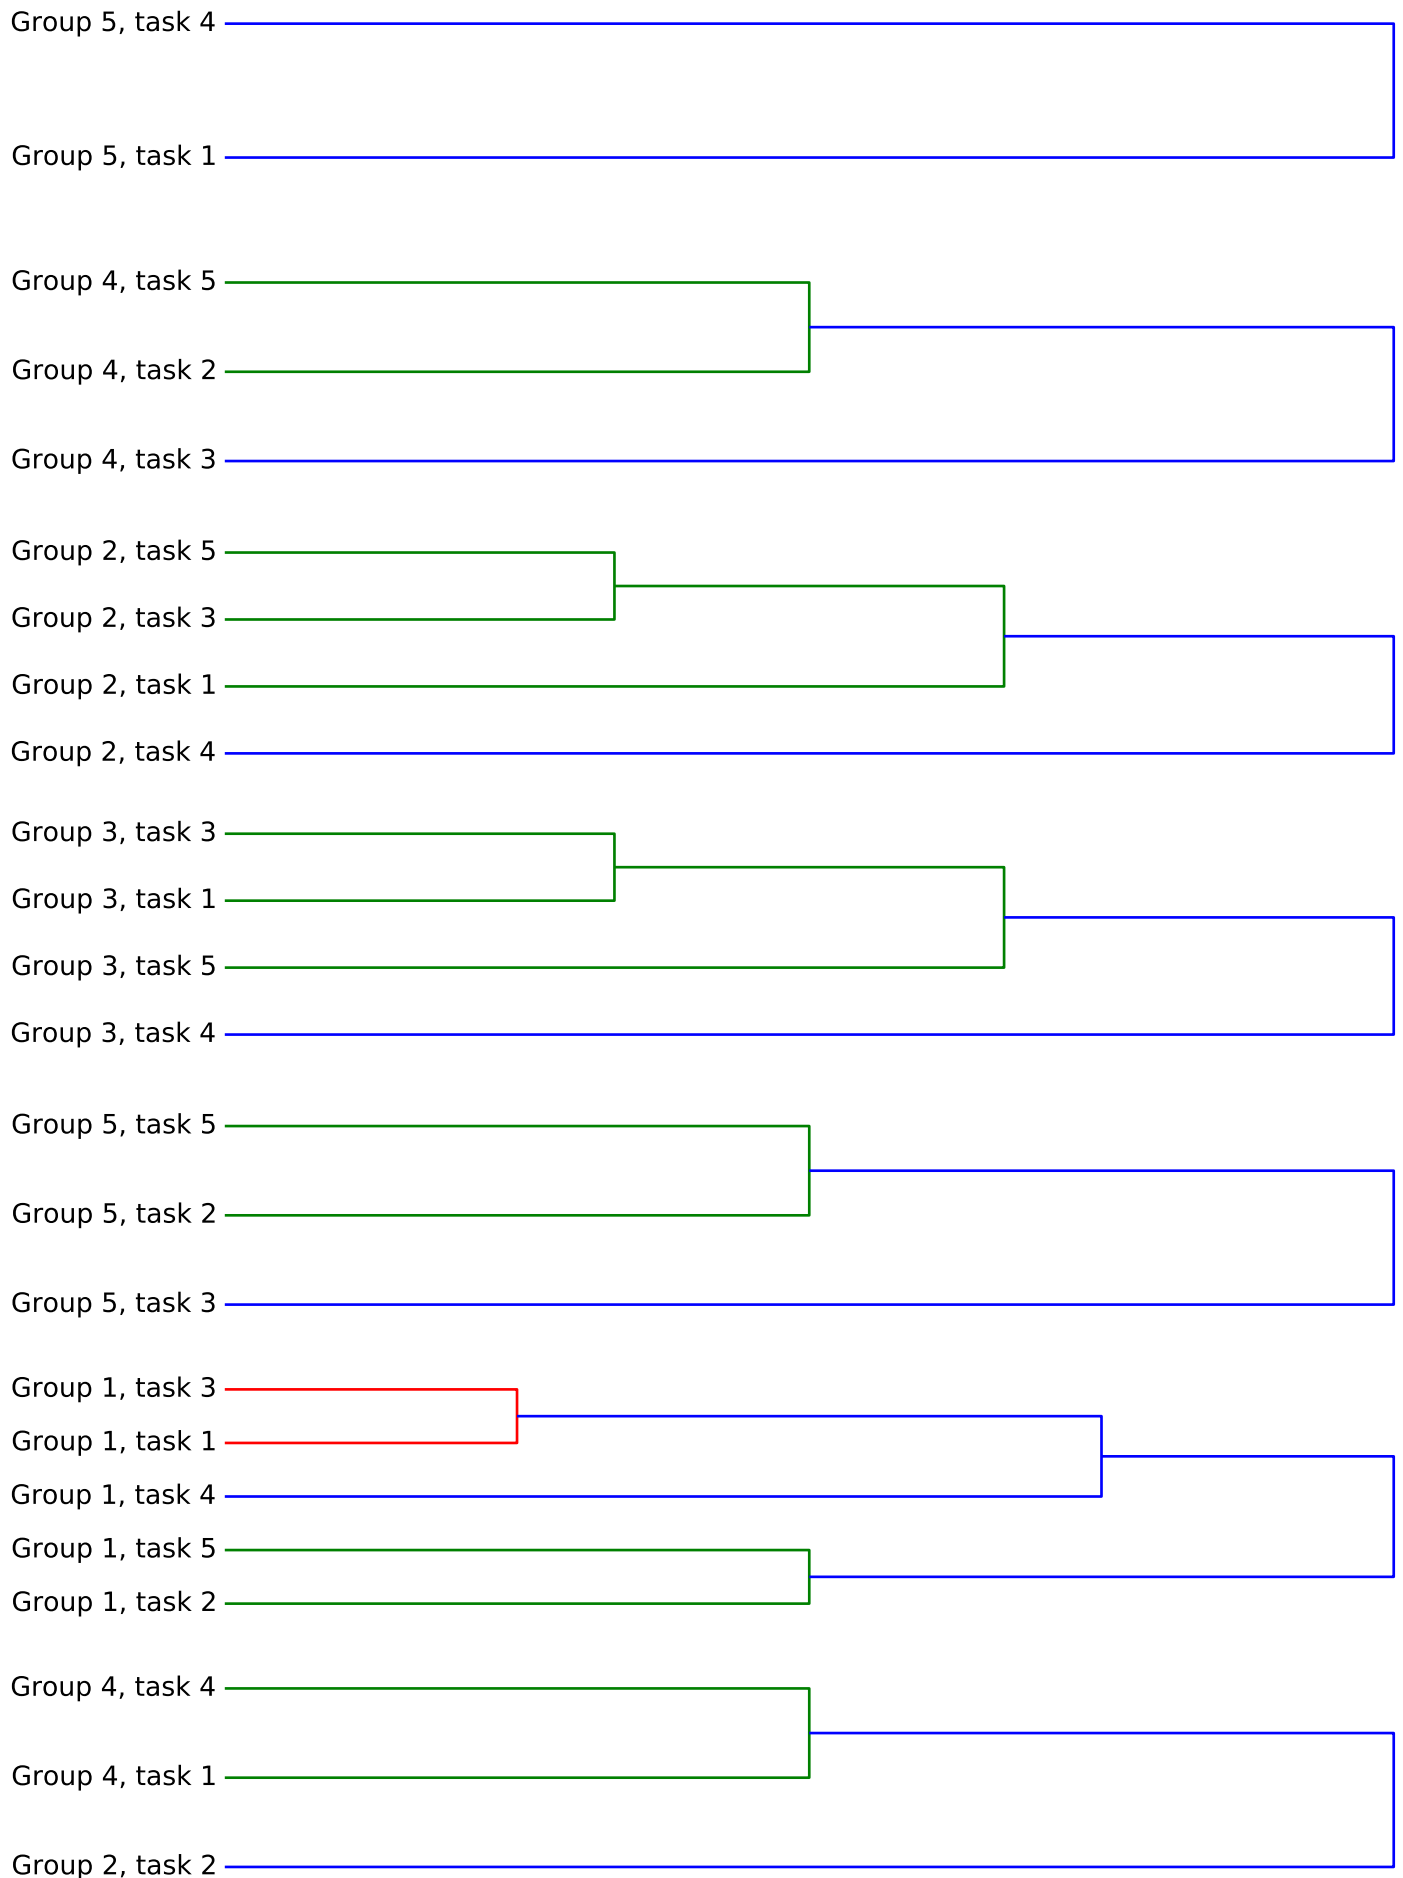 Group 5, task 4
Group 5, task 1
Group 4, task 5
Group 4, task 2
Group 4, task 3
Group 2, task 5
Group 2, task 3
Group 2, task 1
Group 2, task 4
Group 3, task 3
Group 3, task 1
Group 3, task 5
Group 3, task 4
Group 5, task 5
Group 5, task 2
Group 5, task 3
Group 1, task 3
Group 1, task 1
Group 1, task 4
Group 1, task 5
Group 1, task 2
Group 4, task 4
Group 4, task 1
Group 2, task 2